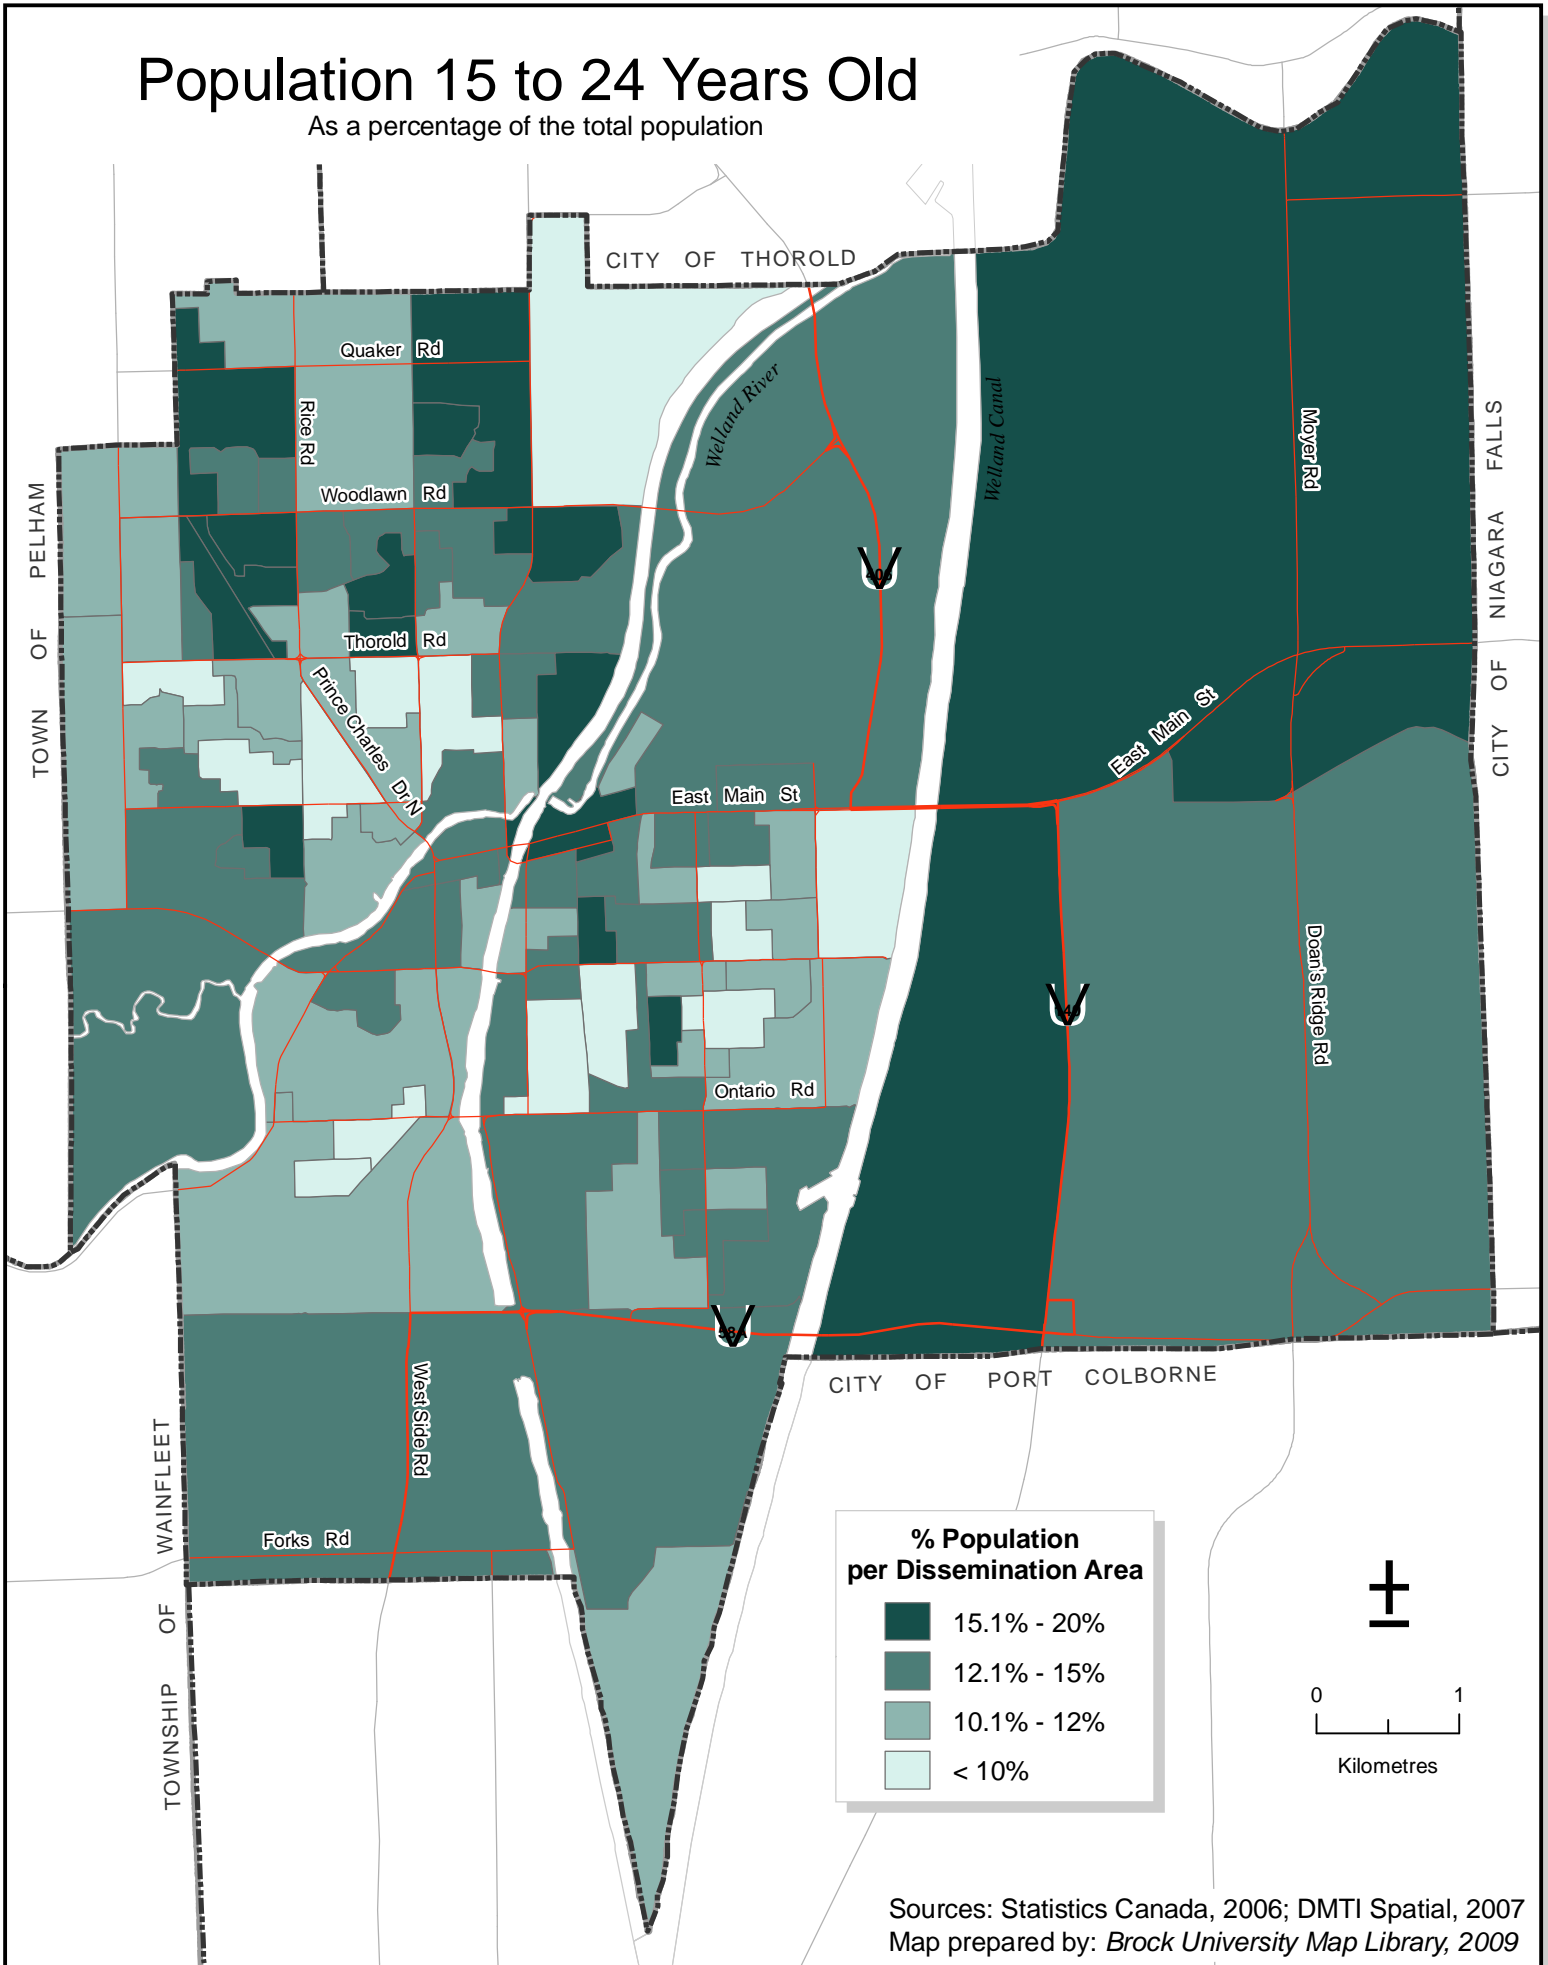 Population 15 to 24 Years Old
As a percentage of the total population
CITY OF THOROLD
Quaker Rd
Rice Rd
Welland River
Welland Canal
Moyer Rd
CITY OF NIAGARA FALLS
TOWN OF PELHAM
Woodlawn Rd
406
Thorold Rd
Prince Charles Dr N
East Main St
East Main St
Doan's Ridge Rd
140
Ontario Rd
58A
CITY OF PORT COLBORNE
West Side Rd
TOWNSHIP OF WAINFLEET
Forks Rd
% Population
per Dissemination Area
15.1% - 20%
12.1% - 15%
10.1% - 12%
< 10%
±
0 1
Kilometres
Sources: Statistics Canada, 2006; DMTI Spatial, 2007
Map prepared by: Brock University Map Library, 2009